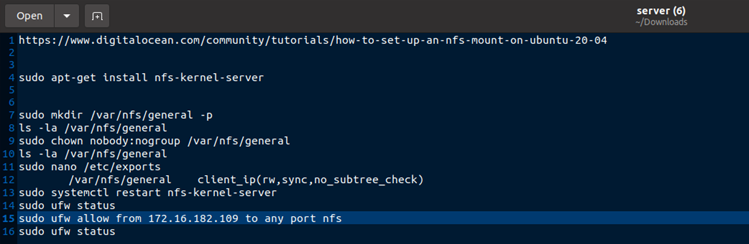 Open
server (6)
~/Downloads
1 https://www.digitalocean.com/community/tutorials/how-to-set-up-an-nfs-mount-on-ubuntu-20-04
2
3
4 sudo apt-get install nfs-kernel-server
5
6
7 sudo mkdir /var/nfs/general -p
8 ls -la /var/nfs/general
9 sudo chown nobody:nogroup /var/nfs/general
10 ls -la /var/nfs/general
11 sudo nano /etc/exports
12 /var/nfs/general    client_ip(rw,sync,no_subtree_check)
13 sudo systemctl restart nfs-kernel-server
14 sudo ufw status
15 sudo ufw allow from 172.16.182.109 to any port nfs
16 sudo ufw status